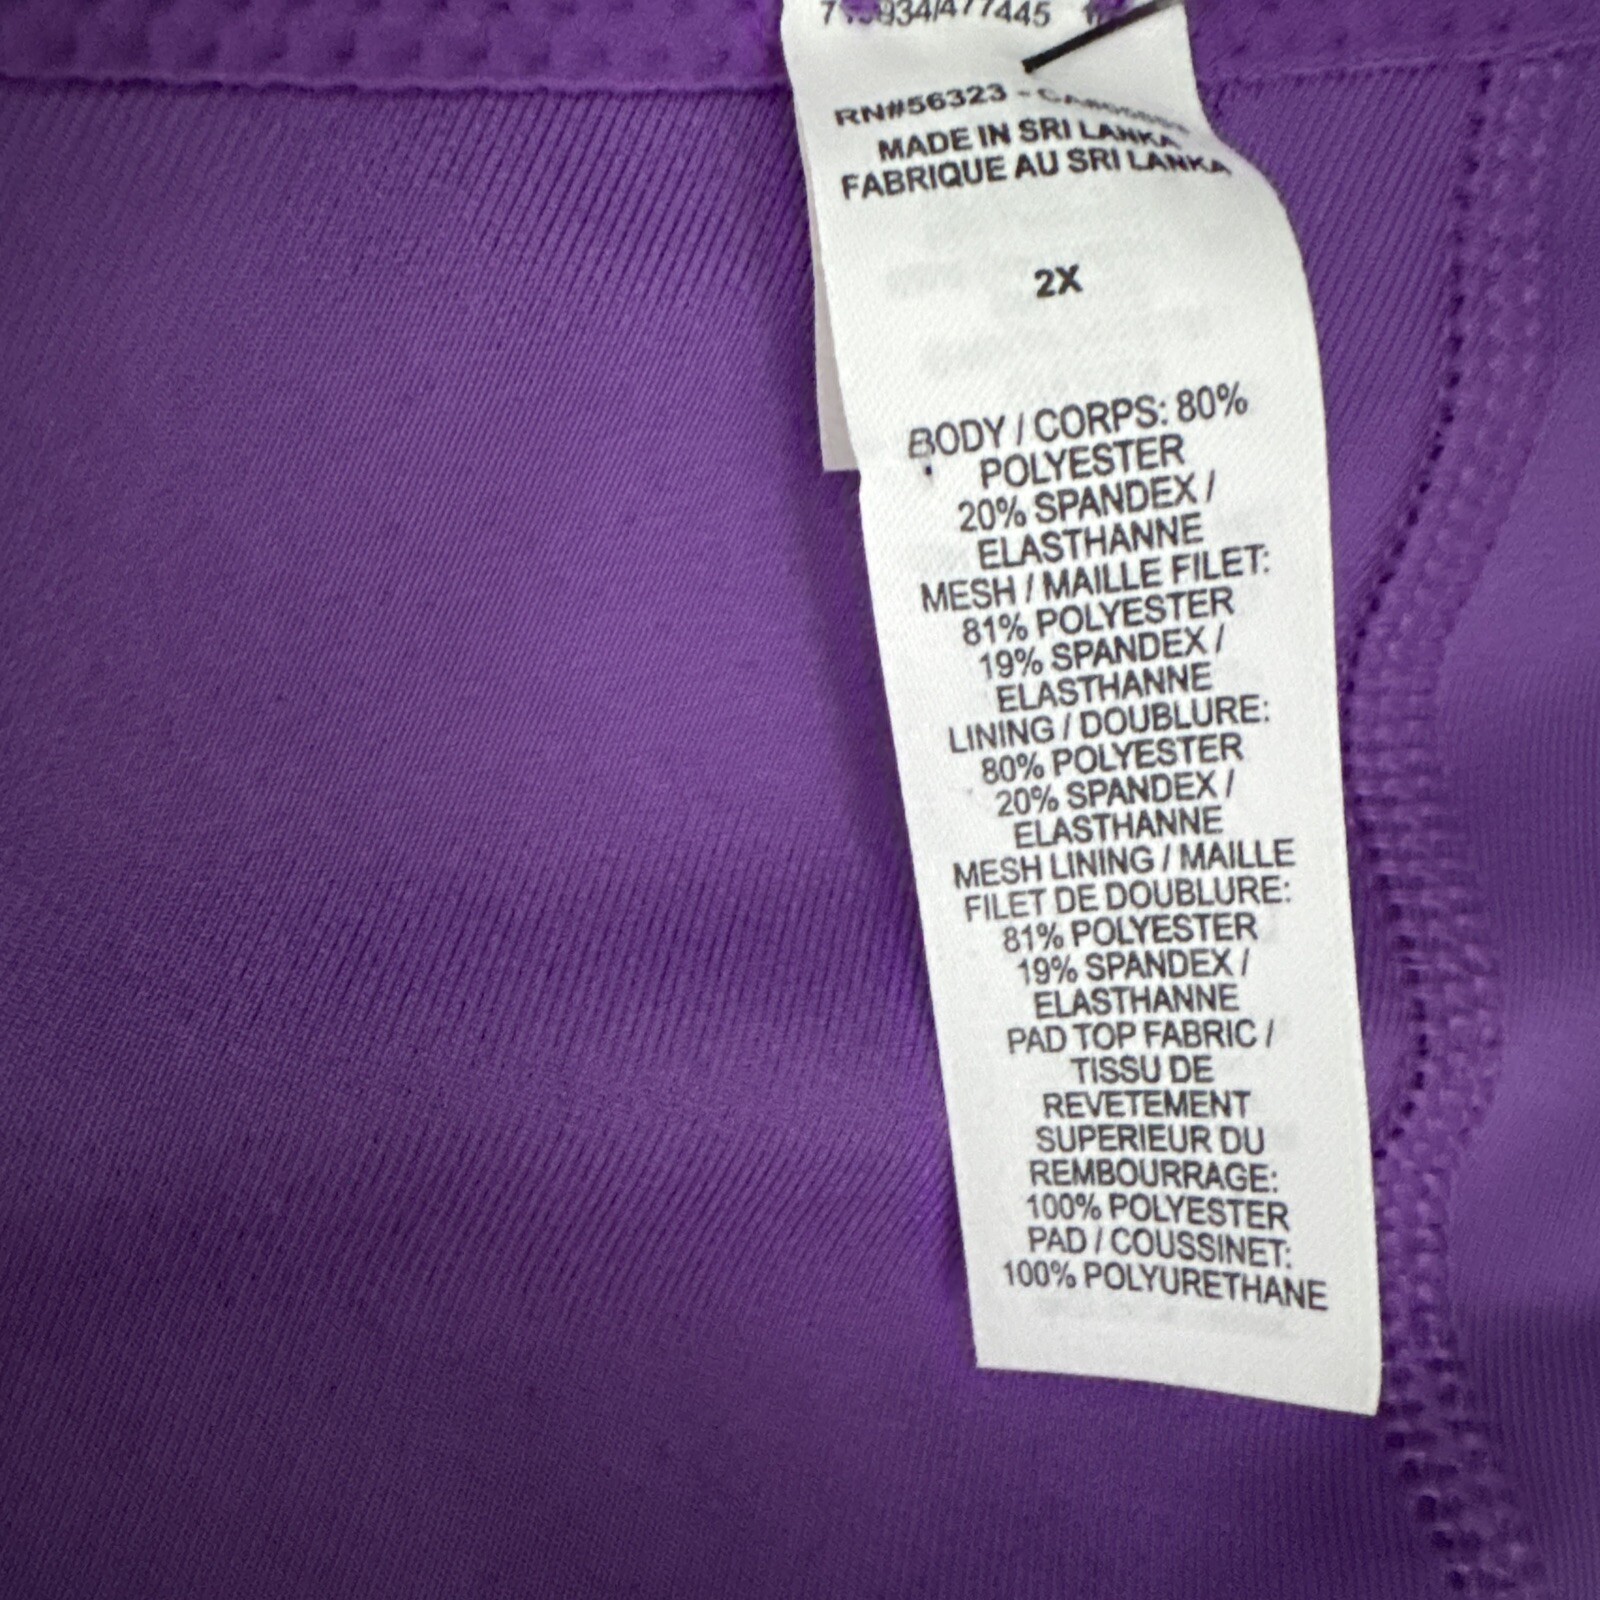 RN#56323 -
MADE IN SRI LANKA
FABRIQUE AU SRI LANKA
2X
BODY / CORPS: 80%
POLYESTER
20% SPANDEX /
ELASTHANNE
MESH / MAILLE FILET:
81% POLYESTER
19% SPANDEX /
ELASTHANNE
LINING / DOUBLURE:
80% POLYESTER
20% SPANDEX /
ELASTHANNE
MESH LINING / MAILLE
FILET DE DOUBLURE:
81% POLYESTER
19% SPANDEX /
ELASTHANNE
PAD TOP FABRIC /
TISSU DE
REVETEMENT
SUPERIEUR DU
REMBOURRAGE:
100% POLYESTER
PAD / COUSSINET:
100% POLYURETHANE